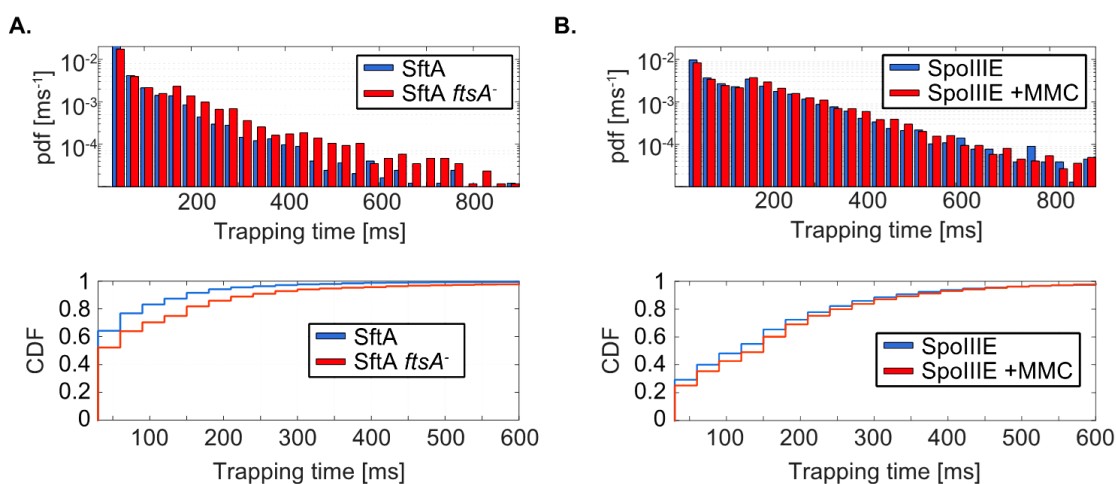 A.
B.
pdf [ms⁻¹]
10⁻²
10⁻³
10⁻⁴
SftA
SftA ftsA⁻
200 400 600 800
Trapping time [ms]
pdf [ms⁻¹]
10⁻²
10⁻³
10⁻⁴
SpoIIIE
SpoIIIE +MMC
200 400 600 800
Trapping time [ms]
CDF
1
0.8
0.6
0.4
0.2
0
SftA
SftA ftsA⁻
100 200 300 400 500 600
Trapping time [ms]
CDF
1
0.8
0.6
0.4
0.2
0
SpoIIIE
SpoIIIE +MMC
100 200 300 400 500 600
Trapping time [ms]